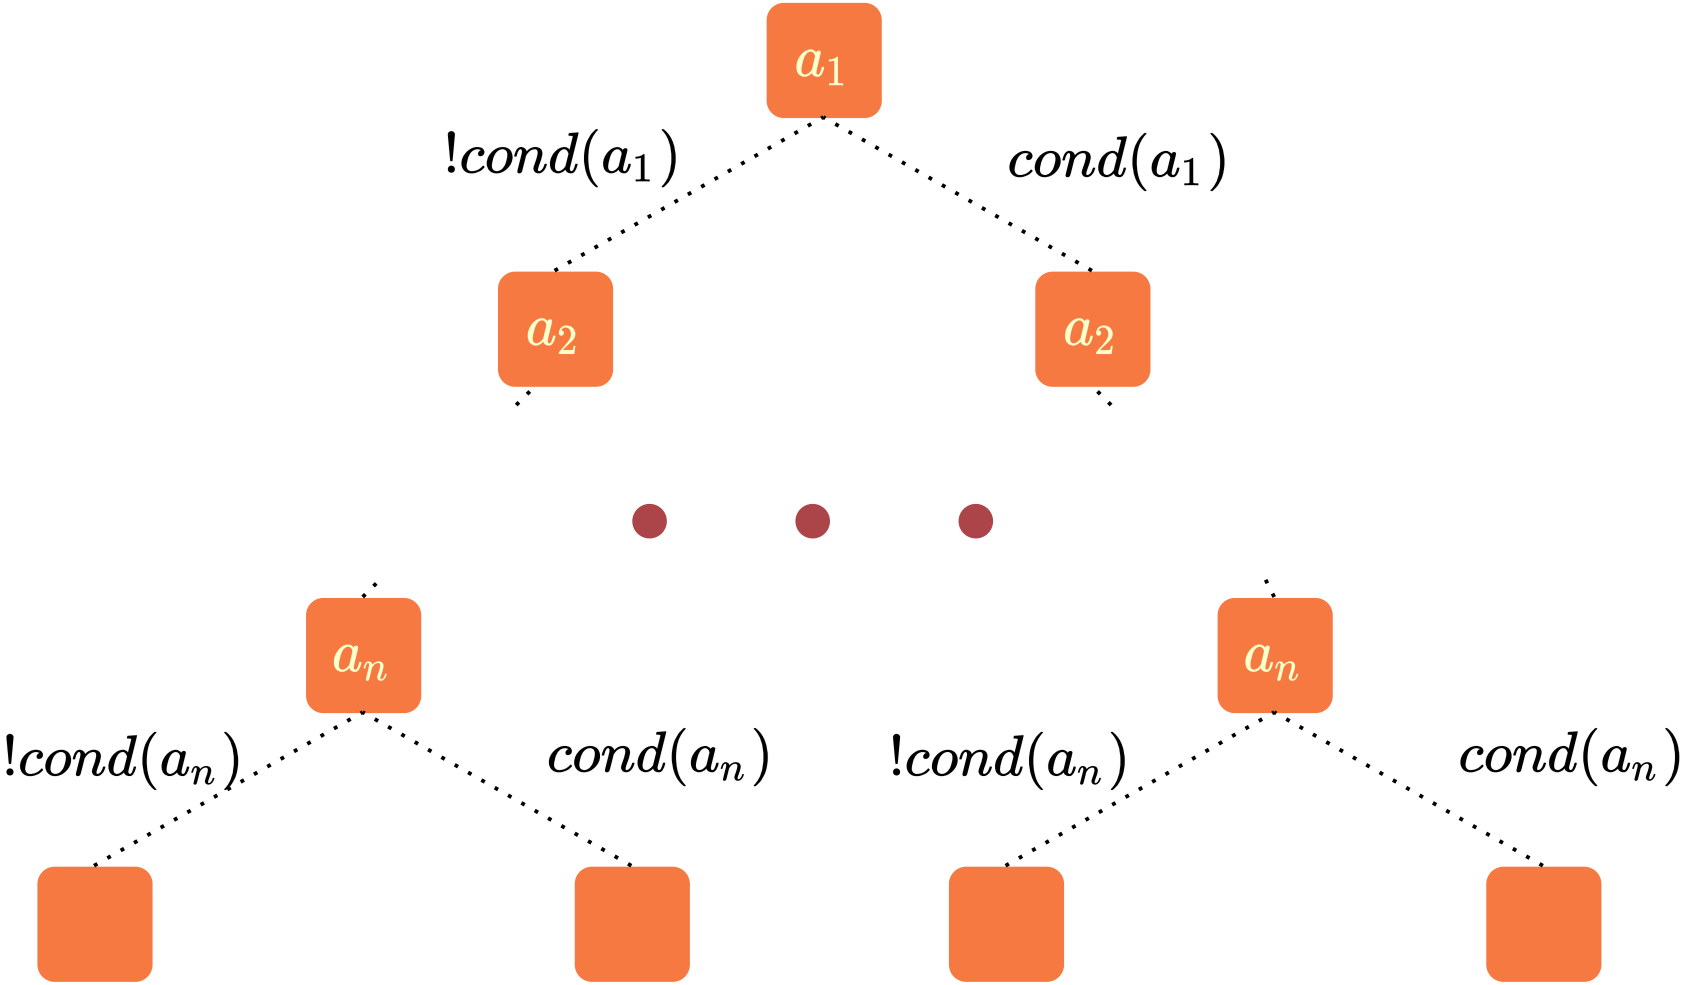 a₁
!cond(a₁)
cond(a₁)
a₂
a₂
aₙ
aₙ
!cond(aₙ)
cond(aₙ)
!cond(aₙ)
cond(aₙ)